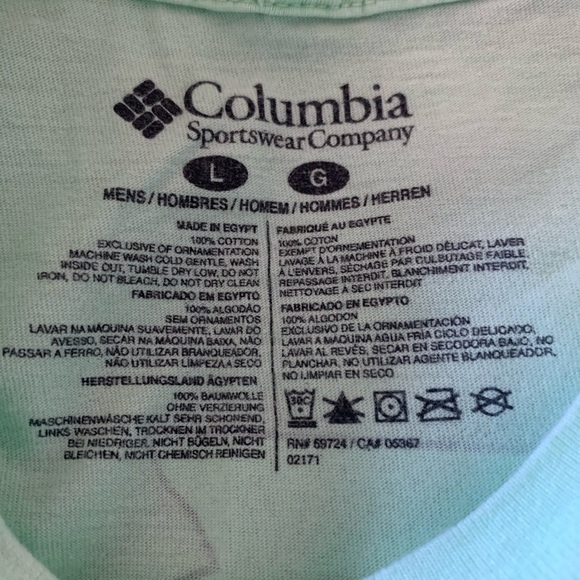 Columbia
Sportswear Company
L G
MENS / HOMBRES / HOMEM / HOMMES / HERREN
MADE IN EGYPT
100% COTTON
EXCLUSIVE OF ORNAMENTATION
MACHINE WASH COLD GENTLE, WASH
INSIDE OUT, TUMBLE DRY LOW, DO NOT
IRON, DO NOT BLEACH, DO NOT DRY CLEAN
FABRICADO EM EGYPTO
100% ALGODÃO
SEM ORNAMENTOS
LAVAR NA MÁQUINA SUAVEMENTE, LAVAR DO
AVESSO, SECAR NA MÁQUINA BAIXA, NÃO
PASSAR A FERRO, NÃO UTILIZAR BRANQUEADOR,
NÃO UTILIZAR LIMPEZA A SECO
HERSTELLUNGSLAND ÄGYPTEN
100% BAUMWOLLE
OHNE VERZIERUNG
MASCHINENWÄSCHE KALT SEHR SCHONEND,
LINKS WASCHEN, TROCKNEN IM TROCKNER
BEI NIEDRIGER, NICHT BÜGELN, NICHT
BLEICHEN, NICHT CHEMISCH REINIGEN
FABRIQUÉ AU EGYPTE
100% COTON
EXEMPT D'ORNEMENTATION
LAVAGE A LA MACHINE À FROID DÉLICAT, LAVER
À L'ENVERS, SÉCHAGE PAR CULBUTAGE FAIBLE,
REPASSAGE INTERDIT, BLANCHIMENT INTERDIT,
NETTOYAGE A SEC INTERDIT
FABRICADO EN EGYPTO
100% ALGODON
EXCLUSIVO DE LA ORNAMENTACIÓN
LAVAR A MAQUINA AGUA FRÍA CICLO DELICADO,
LAVAR AL REVÉS, SECAR EN SECODORA BAJO, NO
PLANCHAR, NO UTILIZAR AGENTE BLANQUEADOR,
NO LIMPIAR EN SECO
30C
RN# 69724 / CA# 05367
02171